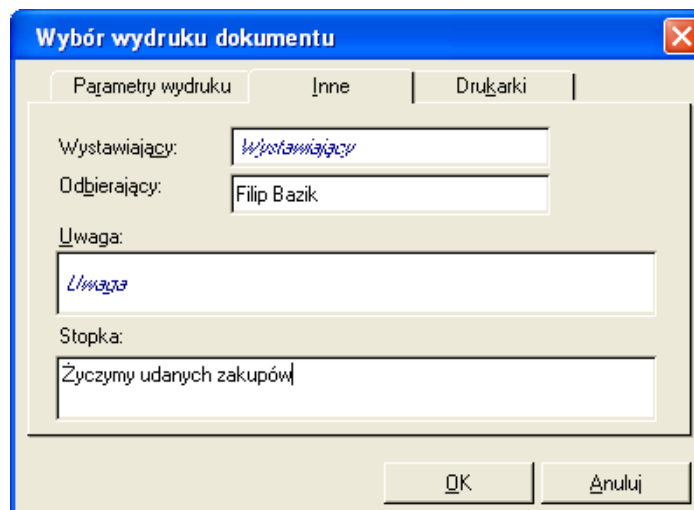 Wybór wydruku dokumentu
Parametry wydruku Inne Drukarki
Wystawiający: Wystawiający
Odbierający: Filip Bazik
Uwaga:
Uwaga
Stopka:
Życzymy udanych zakupów
OK Anuluj